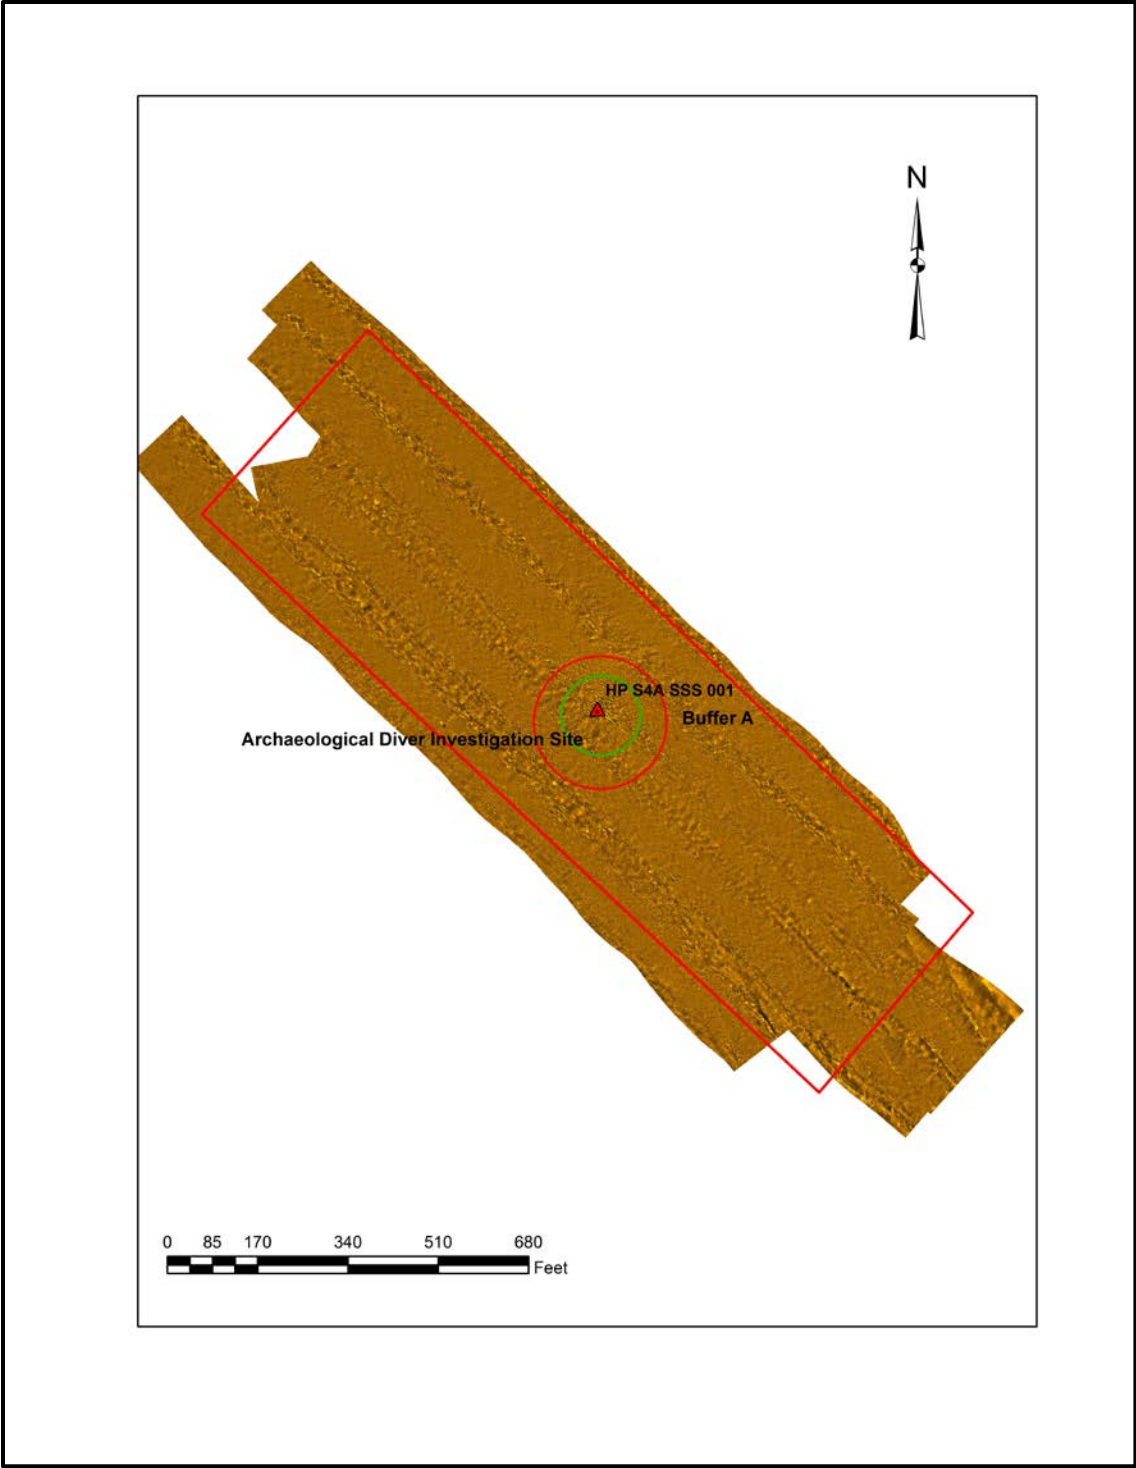 N
HP S4A SSS 001
Buffer A
Archaeological Diver Investigation Site
0 85 170 340 510 680
Feet